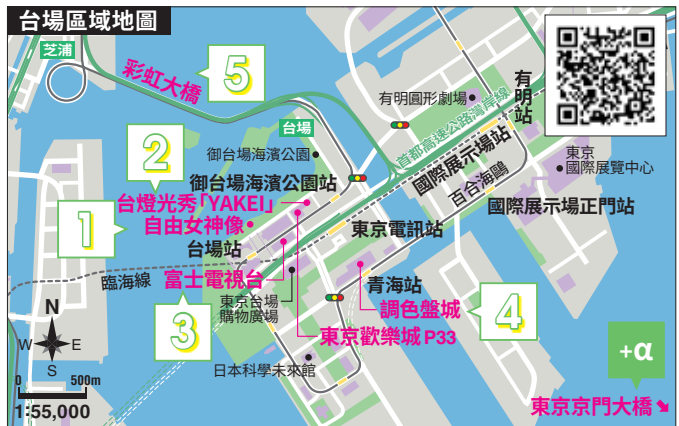 台場區域地圖
芝浦
彩虹大橋
5
有明圓形劇場
有明站
台場
首都高速公路灣岸線
2
御台場海濱公園
國際展示場站
東京
國際展覽中心
御台場海濱公園站
百合海鷗
台燈光秀「YAKEI」
1
自由女神像
國際展示場正門站
台場站
東京電訊站
臨海線
富士電視台
青海站
3
東京台場
購物廣場
調色盤城
4
東京歡樂城 P33
N
W
E
S
日本科學未來館
+α
0 500m
1:55,000
東京京門大橋